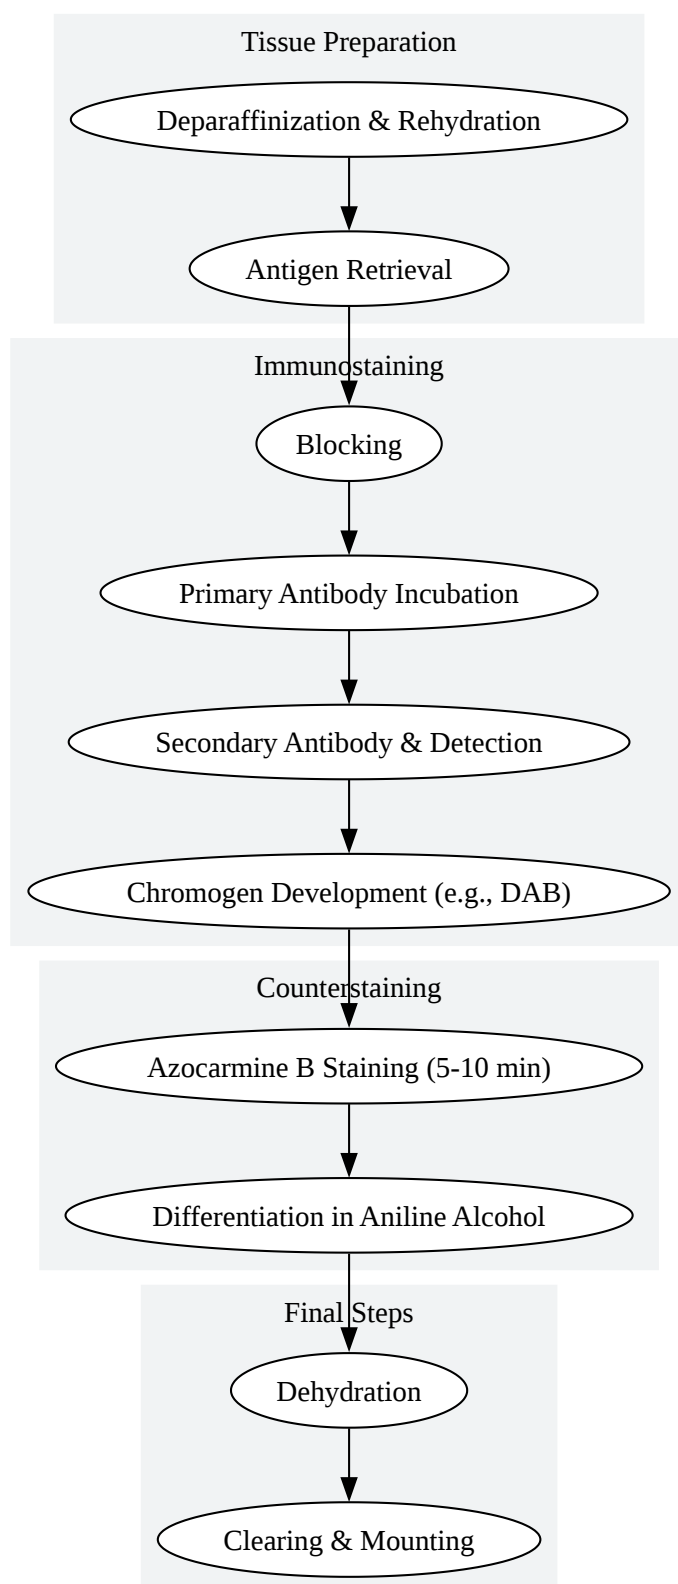 Tissue Preparation
Deparaffinization & Rehydration
Antigen Retrieval
Immunostaining
Blocking
Primary Antibody Incubation
Secondary Antibody & Detection
Chromogen Development (e.g., DAB)
Counterstaining
Azocarmine B Staining (5-10 min)
Differentiation in Aniline Alcohol
Final Steps
Dehydration
Clearing & Mounting